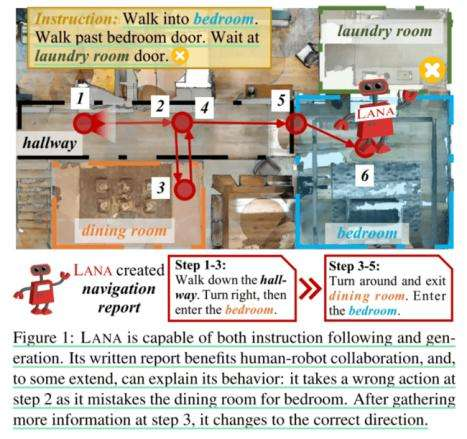 Instruction: Walk into bedroom.
Walk past bedroom door. Wait at
laundry room door.
laundry room
1
2
4
5
hallway
LANA
3
6
dining room
bedroom
LANA created
navigation
report
Step 1-3:
Walk down the hall-
way. Turn right, then
enter the bedroom.
Step 3-5:
Turn around and exit
dining room. Enter
the bedroom.
Figure 1: LANA is capable of both instruction following and gen-
eration. Its written report benefits human-robot collaboration, and,
to some extend, can explain its behavior: it takes a wrong action at
step 2 as it mistakes the dining room for bedroom. After gathering
more information at step 3, it changes to the correct direction.